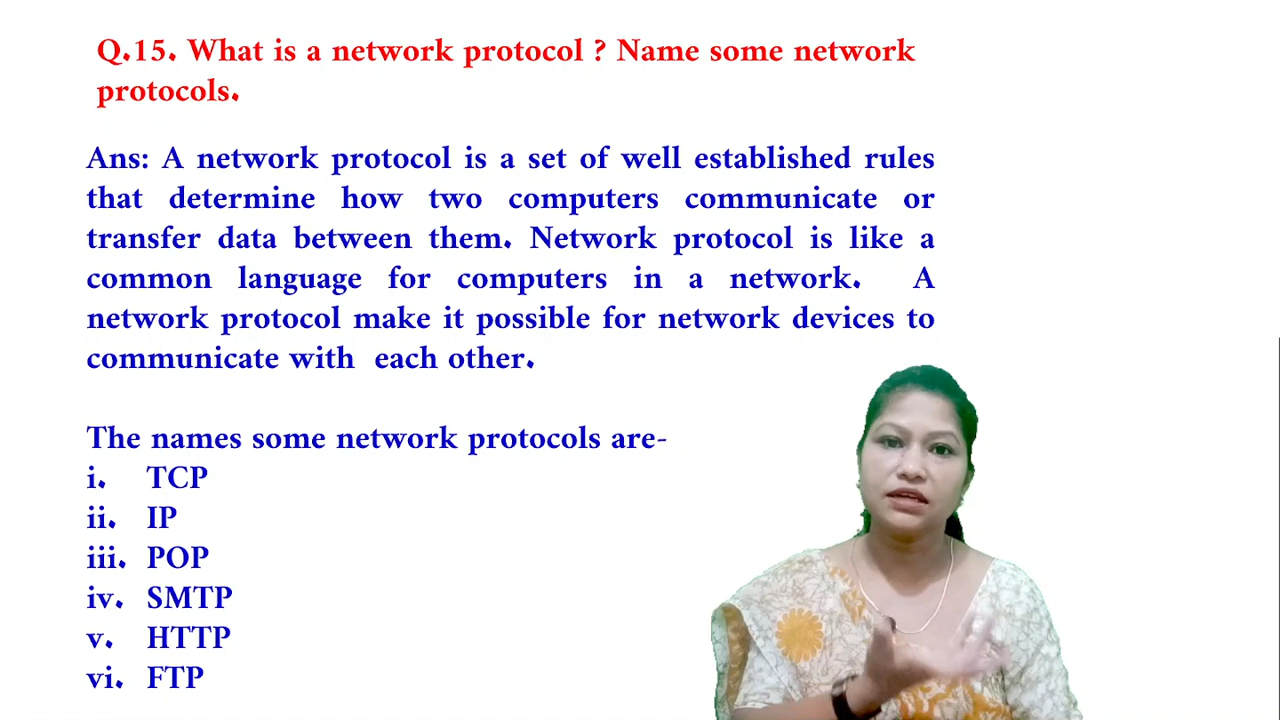 Q.15. What is a network protocol ? Name some network
protocols.
Ans: A network protocol is a set of well established rules
that determine how two computers communicate or
transfer data between them. Network protocol is like a
common language for computers in a network. A
network protocol make it possible for network devices to
communicate with each other.
The names some network protocols are-
i. TCP
ii. IP
iii. POP
iv. SMTP
v. HTTP
vi. FTP